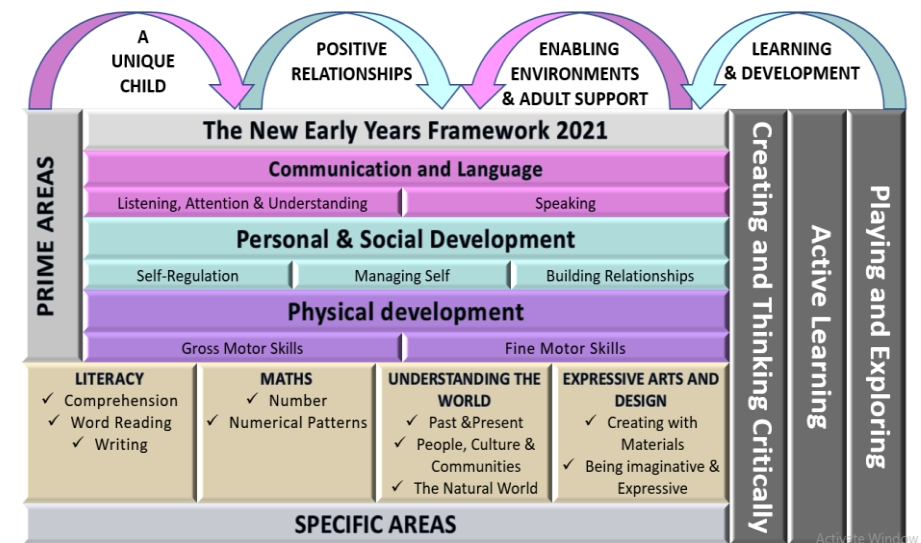 A
UNIQUE
CHILD
POSITIVE
RELATIONSHIPS
ENABLING
ENVIRONMENTS
& ADULT SUPPORT
LEARNING
& DEVELOPMENT
PRIME AREAS
The New Early Years Framework 2021
Communication and Language
Listening, Attention & Understanding
Speaking
Personal & Social Development
Self-Regulation
Managing Self
Building Relationships
Physical development
Gross Motor Skills
Fine Motor Skills
LITERACY
✓ Comprehension
✓ Word Reading
✓ Writing
MATHS
✓ Number
✓ Numerical Patterns
UNDERSTANDING THE
WORLD
✓ Past &Present
✓ People, Culture &
Communities
✓ The Natural World
EXPRESSIVE ARTS AND
DESIGN
✓ Creating with
Materials
✓ Being imaginative &
Expressive
SPECIFIC AREAS
Creating and Thinking Critically
Active Learning
Playing and Exploring
Activate Window